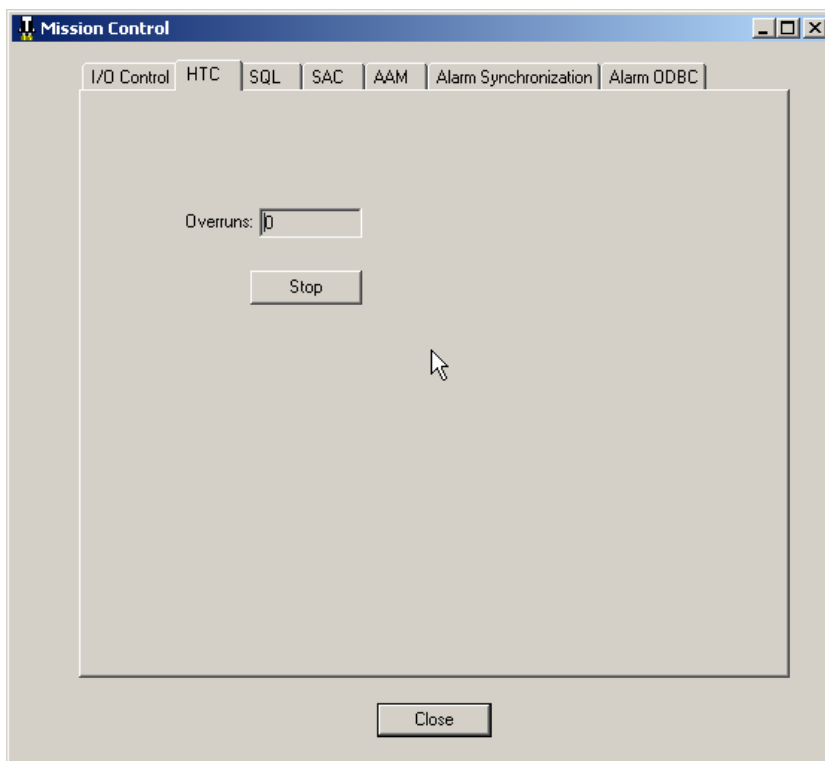 Mission Control
I/O Control HTC SQL SAC AAM Alarm Synchronization Alarm ODBC
Overruns: 0
Stop
Close